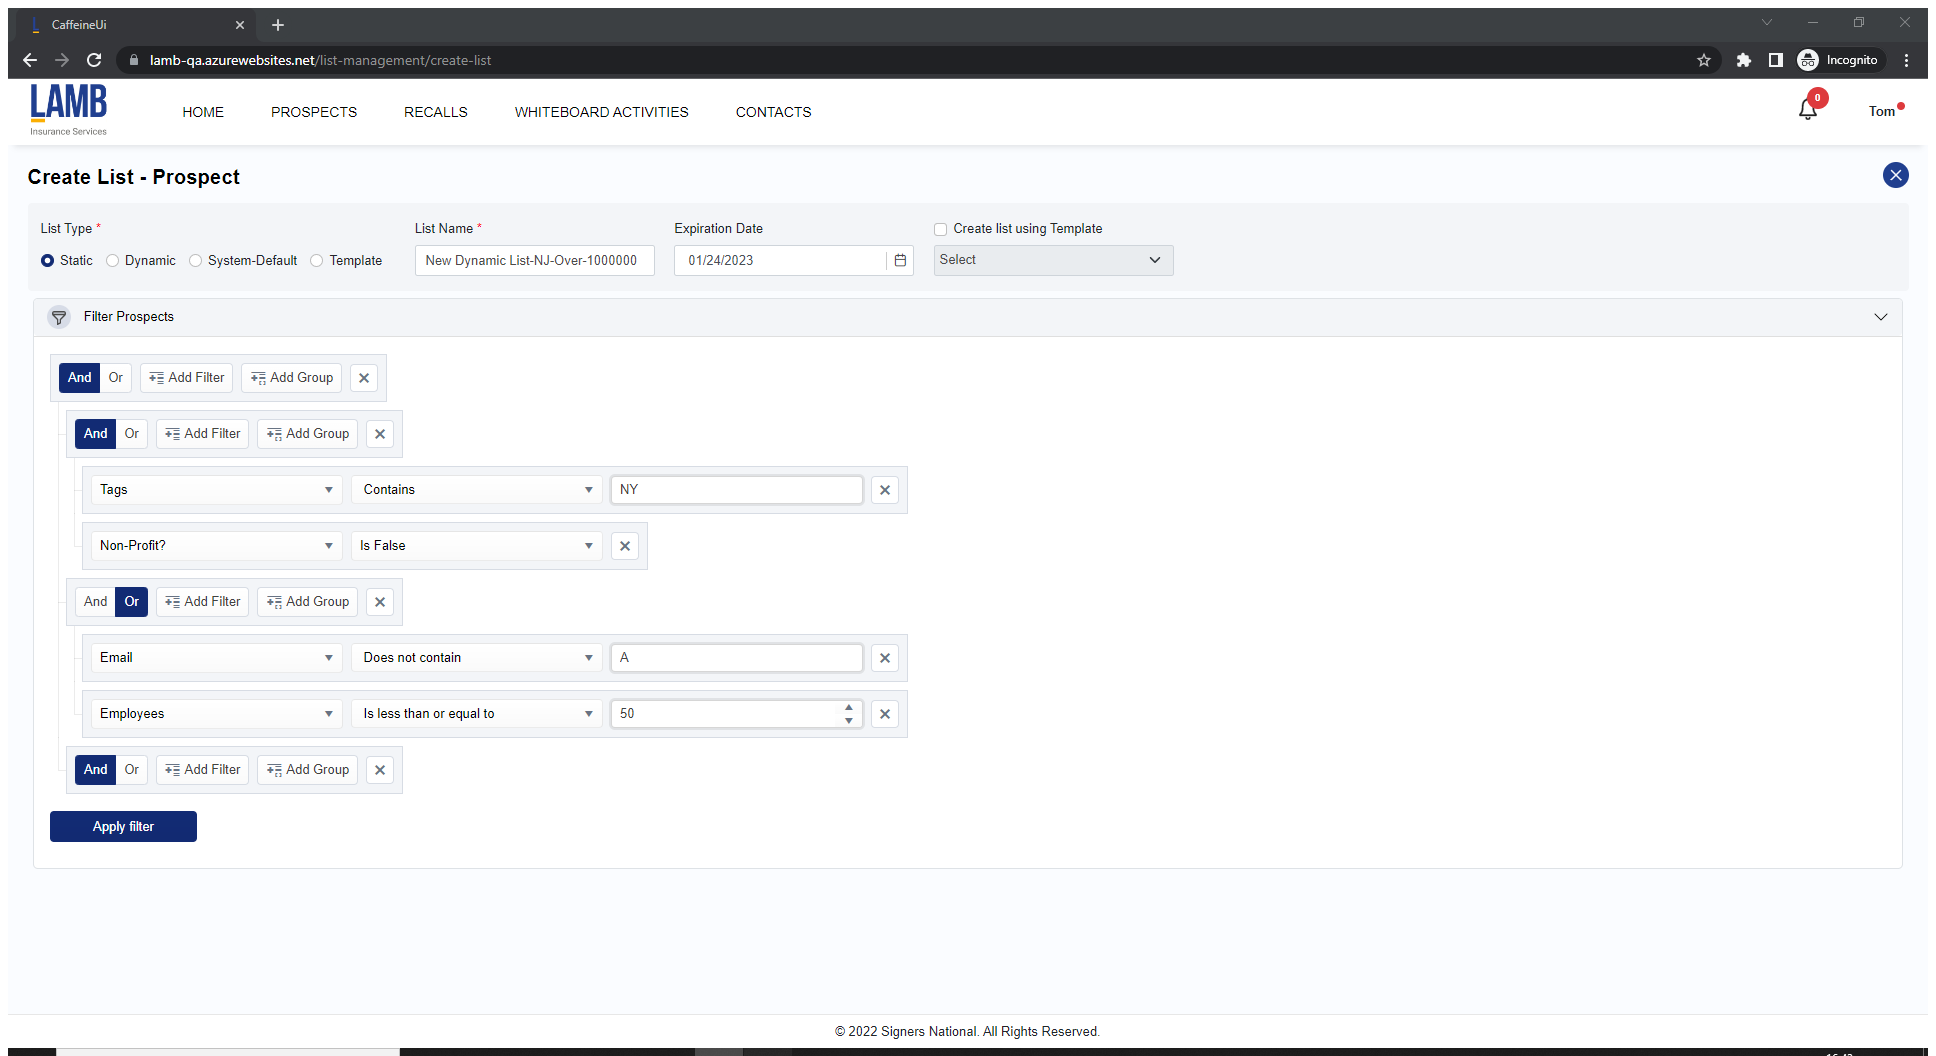 CaffeineUi
lamb-qa.azurewebsites.net/list-management/create-list
Incognito
LAMB
Insurance Services
HOME PROSPECTS RECALLS WHITEBOARD ACTIVITIES CONTACTS
0
Tom
Create List - Prospect
List Type * List Name * Expiration Date Create list using Template
Static Dynamic System-Default Template New Dynamic List-NJ-Over-1000000 01/24/2023 Select
Filter Prospects
And Or Add Filter Add Group
And Or Add Filter Add Group
Tags Contains NY
Non-Profit? Is False
And Or Add Filter Add Group
Email Does not contain A
Employees Is less than or equal to 50
And Or Add Filter Add Group
Apply filter
© 2022 Signers National. All Rights Reserved.